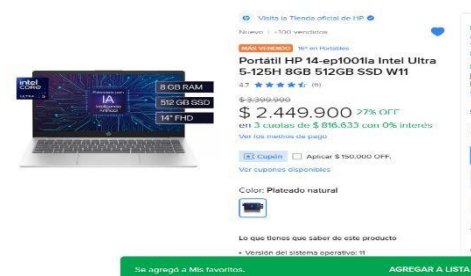 Visita la Tienda oficial de HP
Nuevo | +100 vendidos
MÁS VENDIDO 16º en Portátiles
Portátil HP 14-ep1001la Intel Ultra
5-125H 8GB 512GB SSD W11
4.7 (6)
$ 3.399.900
$ 2.449.900 27% OFF
en 3 cuotas de $ 816.633 con 0% interés
Ver los medios de pago
Cupón Aplicar $ 150.000 OFF.
Ver cupones disponibles
Color: Plateado natural
Lo que tienes que saber de este producto
• Versión del sistema operativo: 11
Se agregó a Mis favoritos. AGREGAR A LISTA
intel
CORE
ULTRA 5
IA
8 GB RAM
512 GB SSD
14" FHD